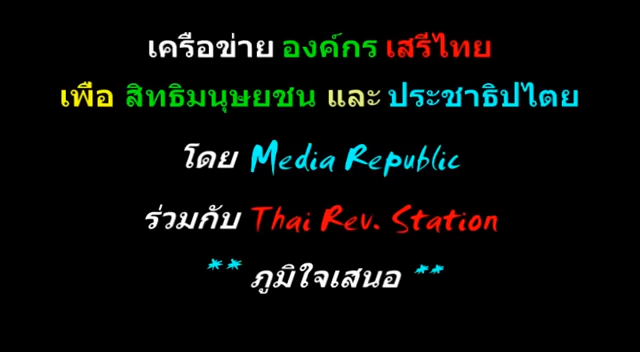 เครือข่าย องค์กร เสรีไทย
เพื่อ สิทธิมนุษยชน และ ประชาธิปไตย
โดย Media Republic
ร่วมกับ Thai Rev. Station
** ภูมิใจเสนอ **